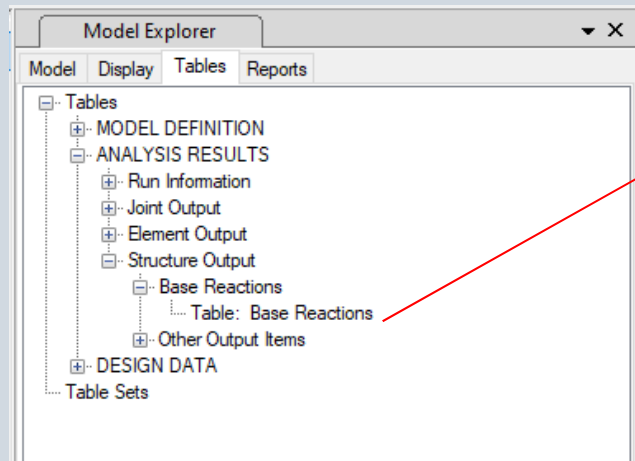 Model Explorer
Model Display Tables Reports
Tables
MODEL DEFINITION
ANALYSIS RESULTS
Run Information
Joint Output
Element Output
Structure Output
Base Reactions
Table: Base Reactions
Other Output Items
DESIGN DATA
Table Sets